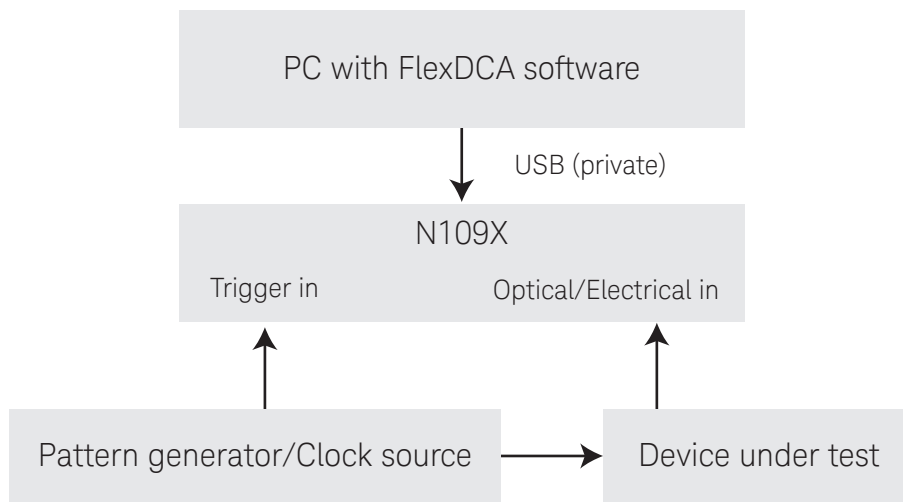 PC with FlexDCA software
USB (private)
N109X
Trigger in
Optical/Electrical in
Pattern generator/Clock source
Device under test